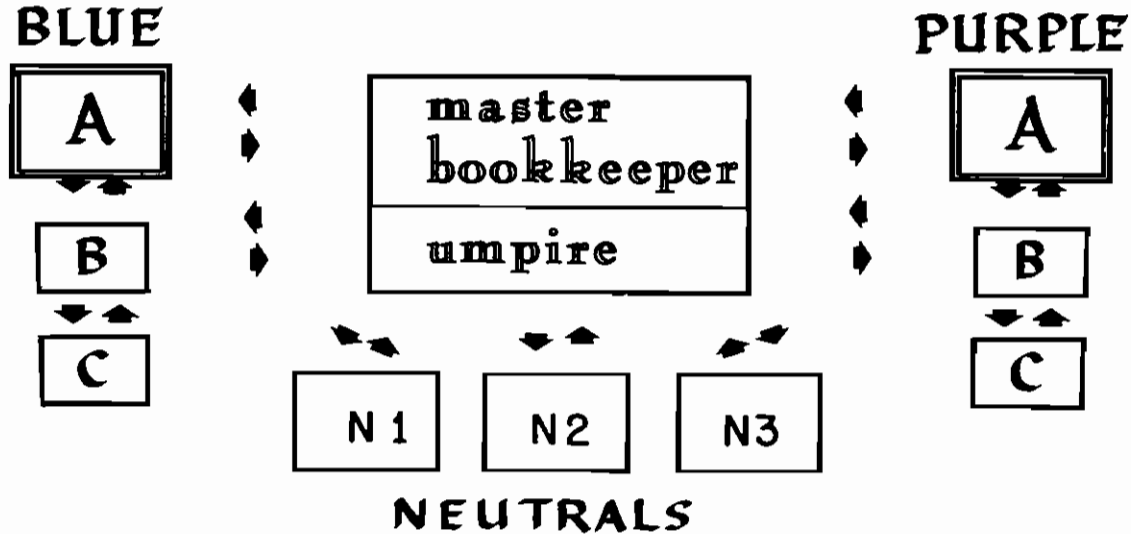 BLUE
PURPLE
A
master
bookkeeper
A
B
umpire
B
C
C
N1
N2
N3
NEUTRALS